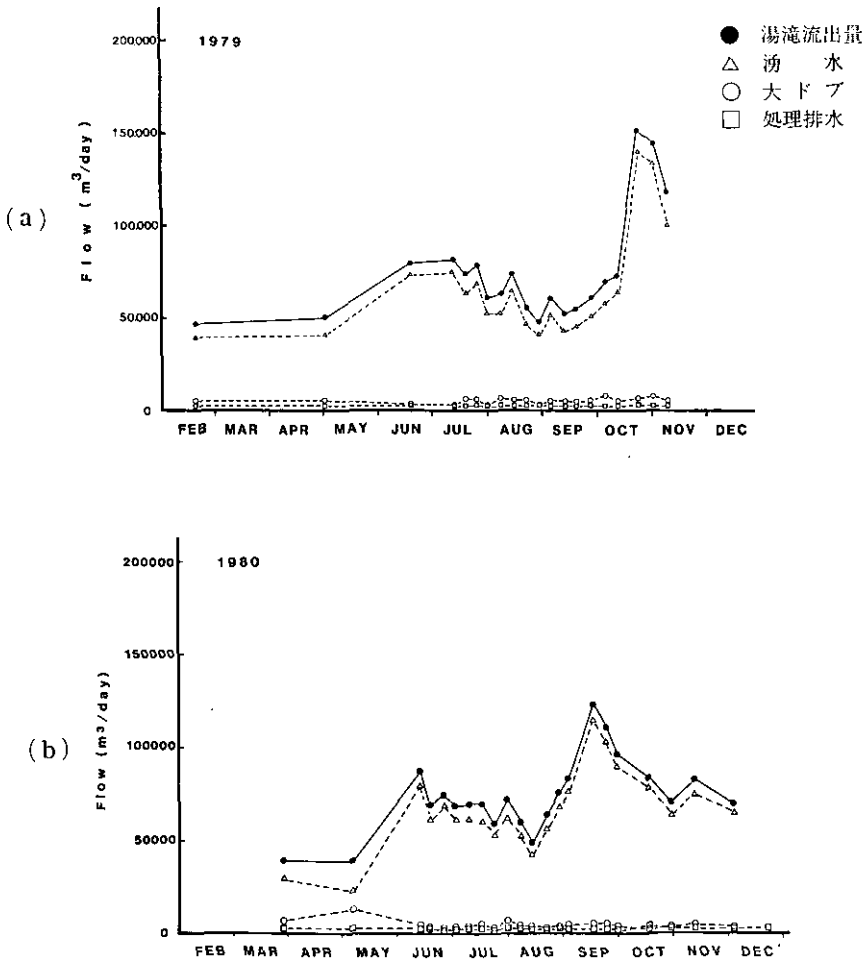 1979
湯滝流出量
湧 水
大ドブ
処理排水
(a)
Flow (m³/day)
200,000
150,000
100,000
50,000
0
FEB MAR APR MAY JUN JUL AUG SEP OCT NOV DEC
1980
(b)
Flow (m³/day)
200000
150000
100000
50000
0
FEB MAR APR MAY JUN JUL AUG SEP OCT NOV DEC